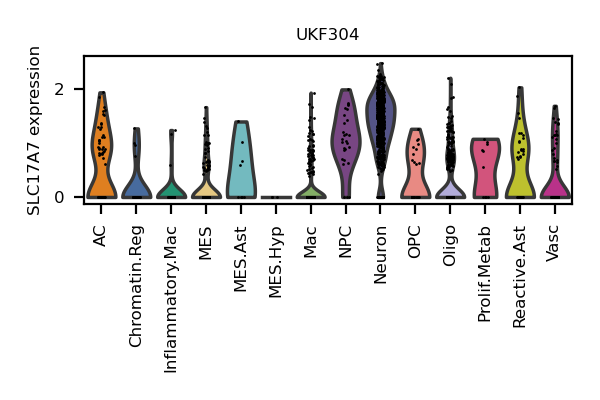 UKF304
SLC17A7 expression
2
0
AC
Chromatin.Reg
Inflammatory.Mac
MES
MES.Ast
MES.Hyp
Mac
NPC
Neuron
OPC
Oligo
Prolif.Metab
Reactive.Ast
Vasc